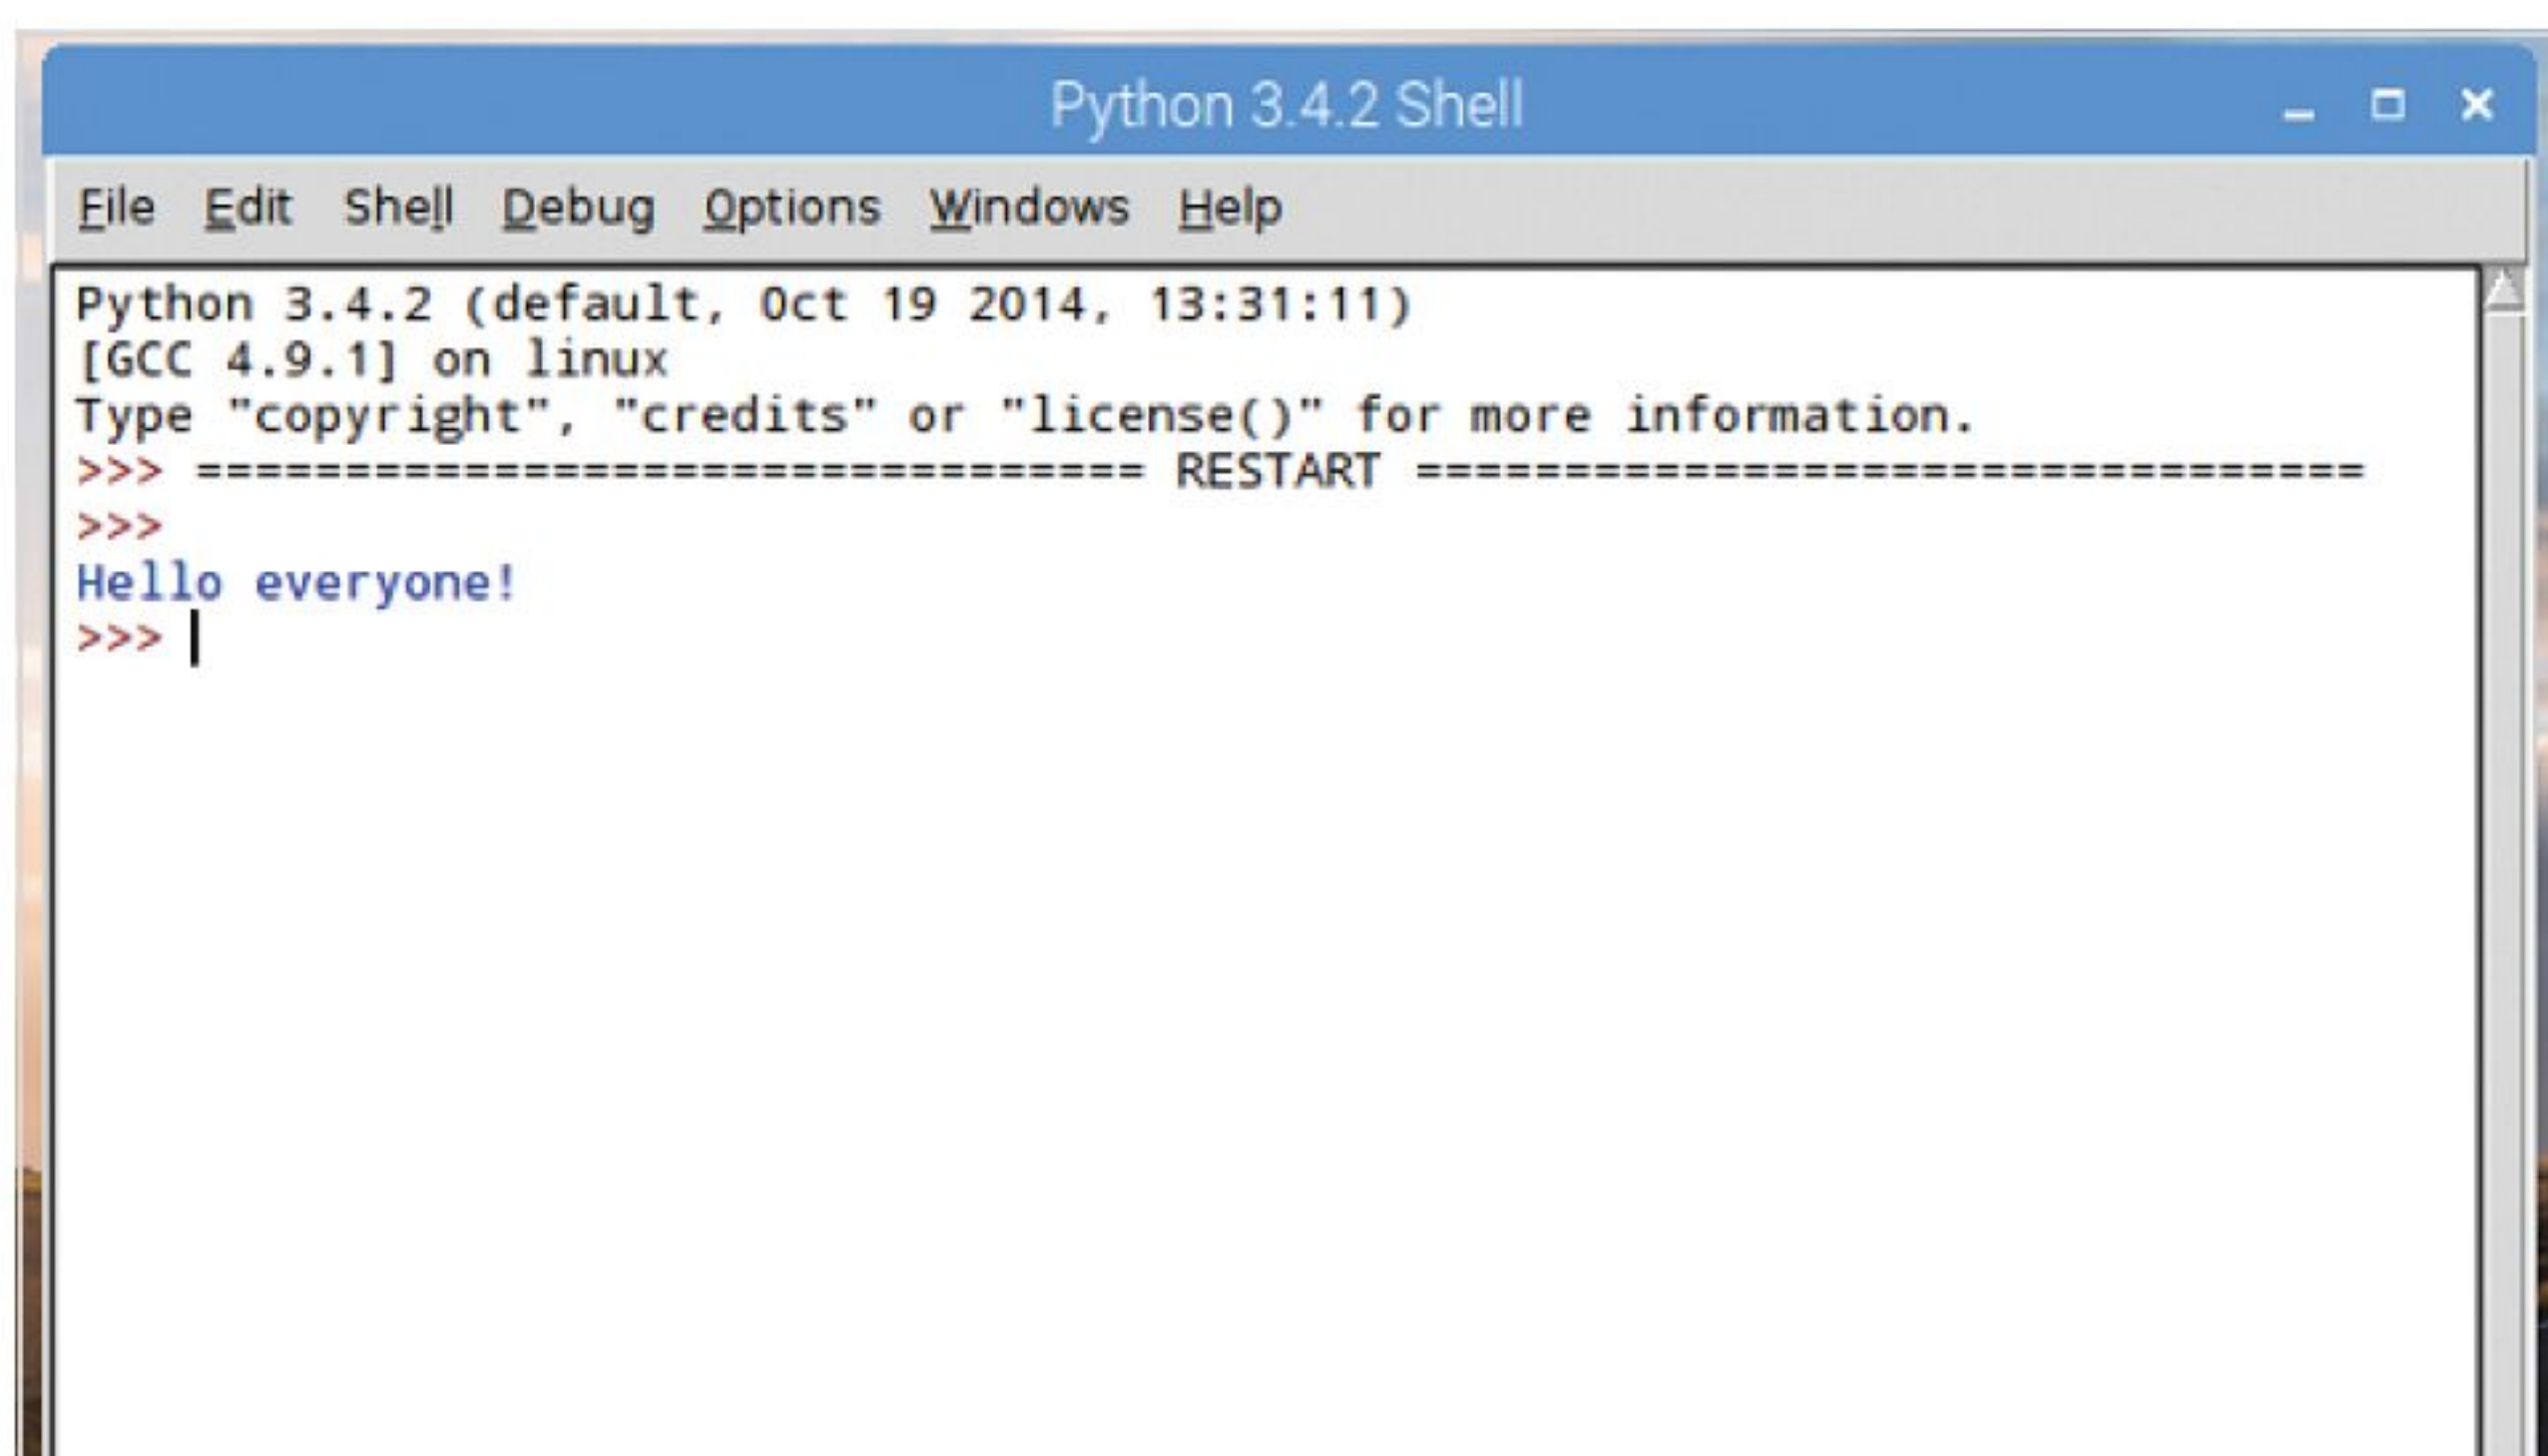 Python 3.4.2 Shell
File Edit Shell Debug Options Windows Help
Python 3.4.2 (default, Oct 19 2014, 13:31:11)
[GCC 4.9.1] on linux
Type "copyright", "credits" or "license()" for more information.
>>> ================================ RESTART ================================
>>>
Hello everyone!
>>>